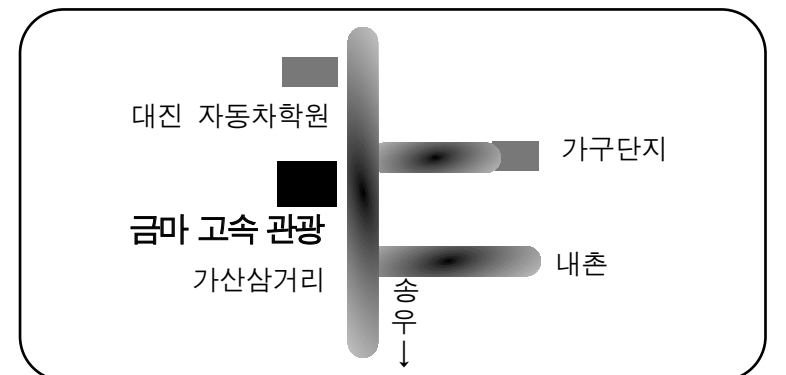 대진 자동차학원
가구단지
금마 고속 관광
가산삼거리
내촌
송
우
↓